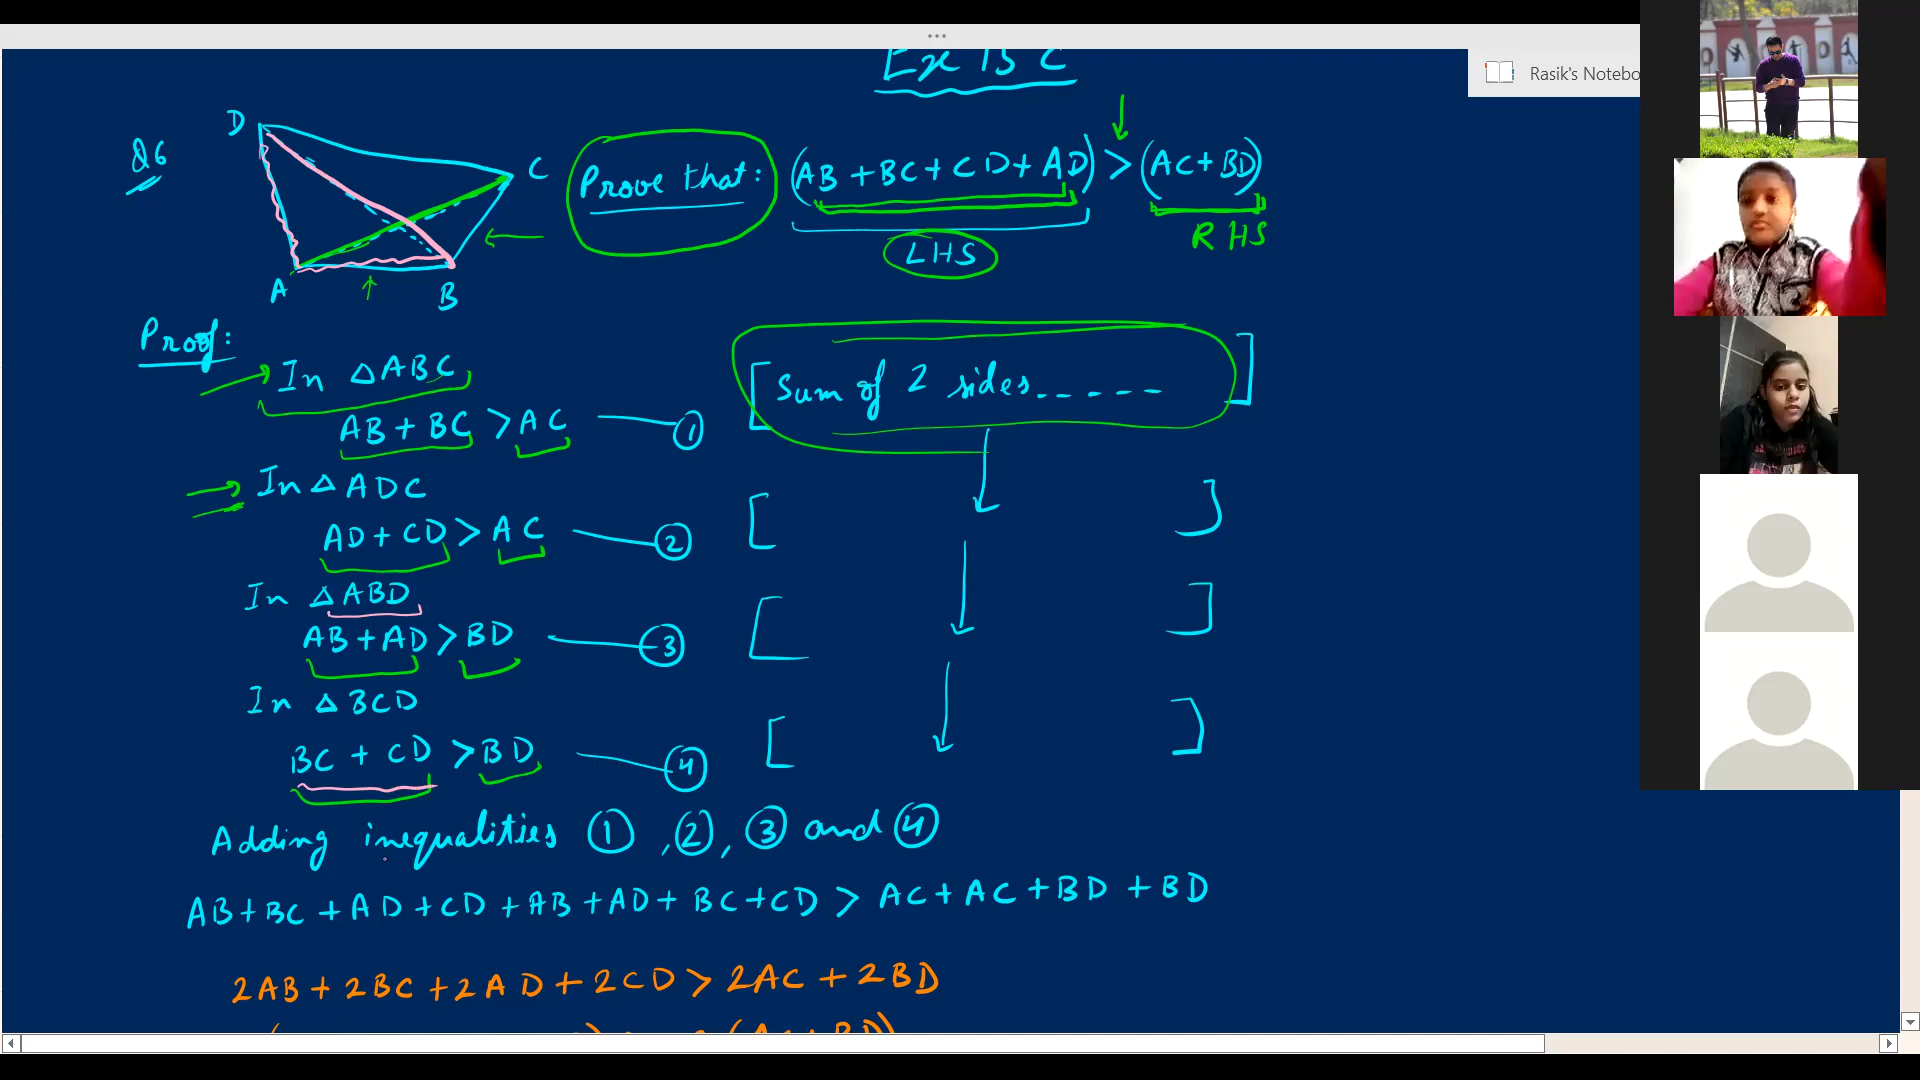 Ex 15 C
Rasik's Notebo
Q6
D
C
A
B
Prove that: (AB + BC + CD + AD) > (AC + BD)
LHS
RHS
Proof:
In △ABC
AB + BC > AC ① [Sum of 2 sides.----- ]
In △ADC
AD + CD > AC ② [ ]
In △ABD
AB + AD > BD ③ [ ]
In △BCD
BC + CD > BD ④ [ ]
Adding inequalities ①, ②, ③ and ④
AB + BC + AD + CD + AB + AD + BC + CD > AC + AC + BD + BD
2AB + 2BC + 2AD + 2CD > 2AC + 2BD